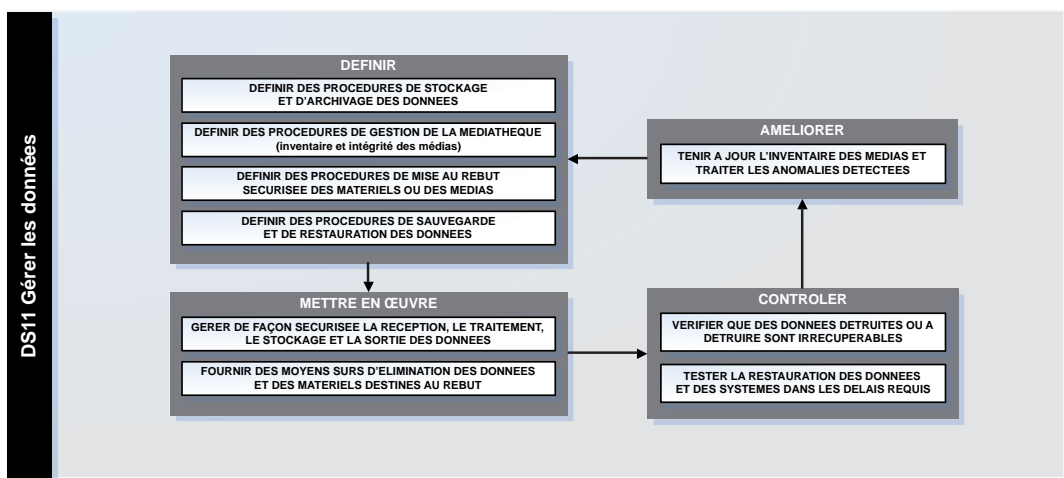 DS11 Gérer les données
DEFINIR
DEFINIR DES PROCEDURES DE STOCKAGE
ET D'ARCHIVAGE DES DONNEES
DEFINIR DES PROCEDURES DE GESTION DE LA MEDIATHEQUE
(inventaire et intégrité des médias)
DEFINIR DES PROCEDURES DE MISE AU REBUT
SECURISEE DES MATERIELS OU DES MEDIAS
DEFINIR DES PROCEDURES DE SAUVEGARDE
ET DE RESTAURATION DES DONNEES
METTRE EN ŒUVRE
GERER DE FAÇON SECURISEE LA RECEPTION, LE TRAITEMENT,
LE STOCKAGE ET LA SORTIE DES DONNEES
FOURNIR DES MOYENS SURS D'ELIMINATION DES DONNEES
ET DES MATERIELS DESTINES AU REBUT
CONTROLER
VERIFIER QUE DES DONNEES DETRUITES OU A
DETRUIRE SONT IRRECUPERABLES
TESTER LA RESTAURATION DES DONNEES
ET DES SYSTEMES DANS LES DELAIS REQUIS
AMELIORER
TENIR A JOUR L'INVENTAIRE DES MEDIAS ET
TRAITER LES ANOMALIES DETECTEES